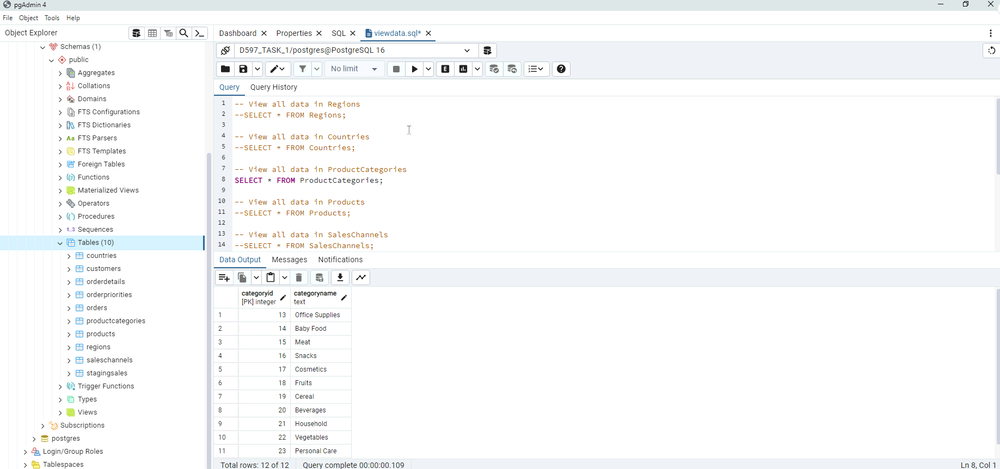 pgAdmin 4
File Object Tools Help
Object Explorer
Dashboard Properties SQL viewdata.sql*
D597_TASK_1/postgres@PostgreSQL 16
No limit
E
Query Query History
Schemas (1)
public
Aggregates
Collations
Domains
FTS Configurations
FTS Dictionaries
Aa FTS Parsers
FTS Templates
Foreign Tables
Functions
Materialized Views
Operators
Procedures
1..3 Sequences
Tables (10)
countries
customers
orderdetails
orderpriorities
orders
productcategories
products
regions
saleschannels
stagingsales
Trigger Functions
Types
Views
Subscriptions
postgres
Login/Group Roles
Tablespaces
1 -- View all data in Regions
2 --SELECT * FROM Regions;
3
4 -- View all data in Countries
5 --SELECT * FROM Countries;
6
7 -- View all data in ProductCategories
8 SELECT * FROM ProductCategories;
9
10 -- View all data in Products
11 --SELECT * FROM Products;
12
13 -- View all data in SalesChannels
14 --SELECT * FROM SalesChannels;
Data Output Messages Notifications
categoryid categoryname
[PK] integer text
1 13 Office Supplies
2 14 Baby Food
3 15 Meat
4 16 Snacks
5 17 Cosmetics
6 18 Fruits
7 19 Cereal
8 20 Beverages
9 21 Household
10 22 Vegetables
11 23 Personal Care
Total rows: 12 of 12 Query complete 00:00:00.109 Ln 8, Col 1